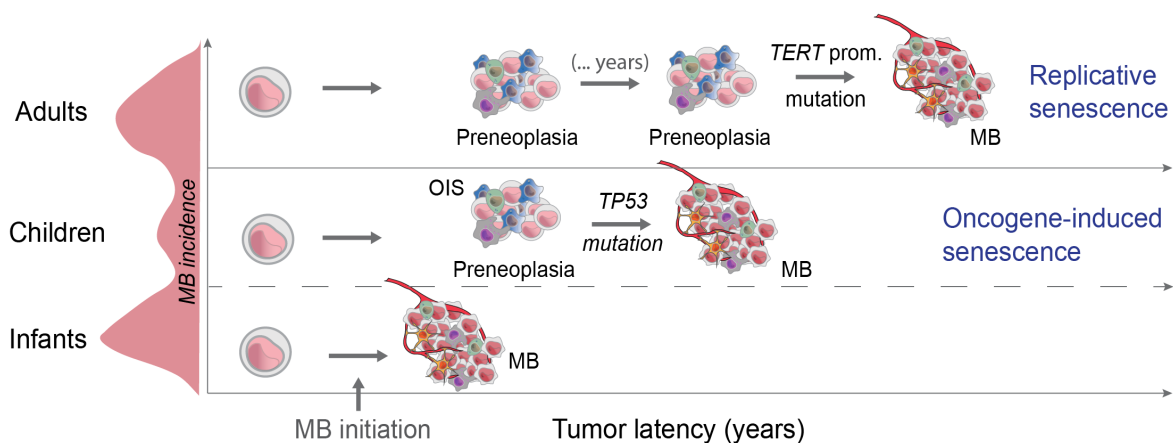 Adults
Children
Infants
MB incidence
(... years)
TERT prom.
mutation
Preneoplasia
Preneoplasia
MB
Replicative
senescence
OIS
TP53
mutation
Preneoplasia
MB
Oncogene-induced
senescence
MB
MB initiation
Tumor latency (years)